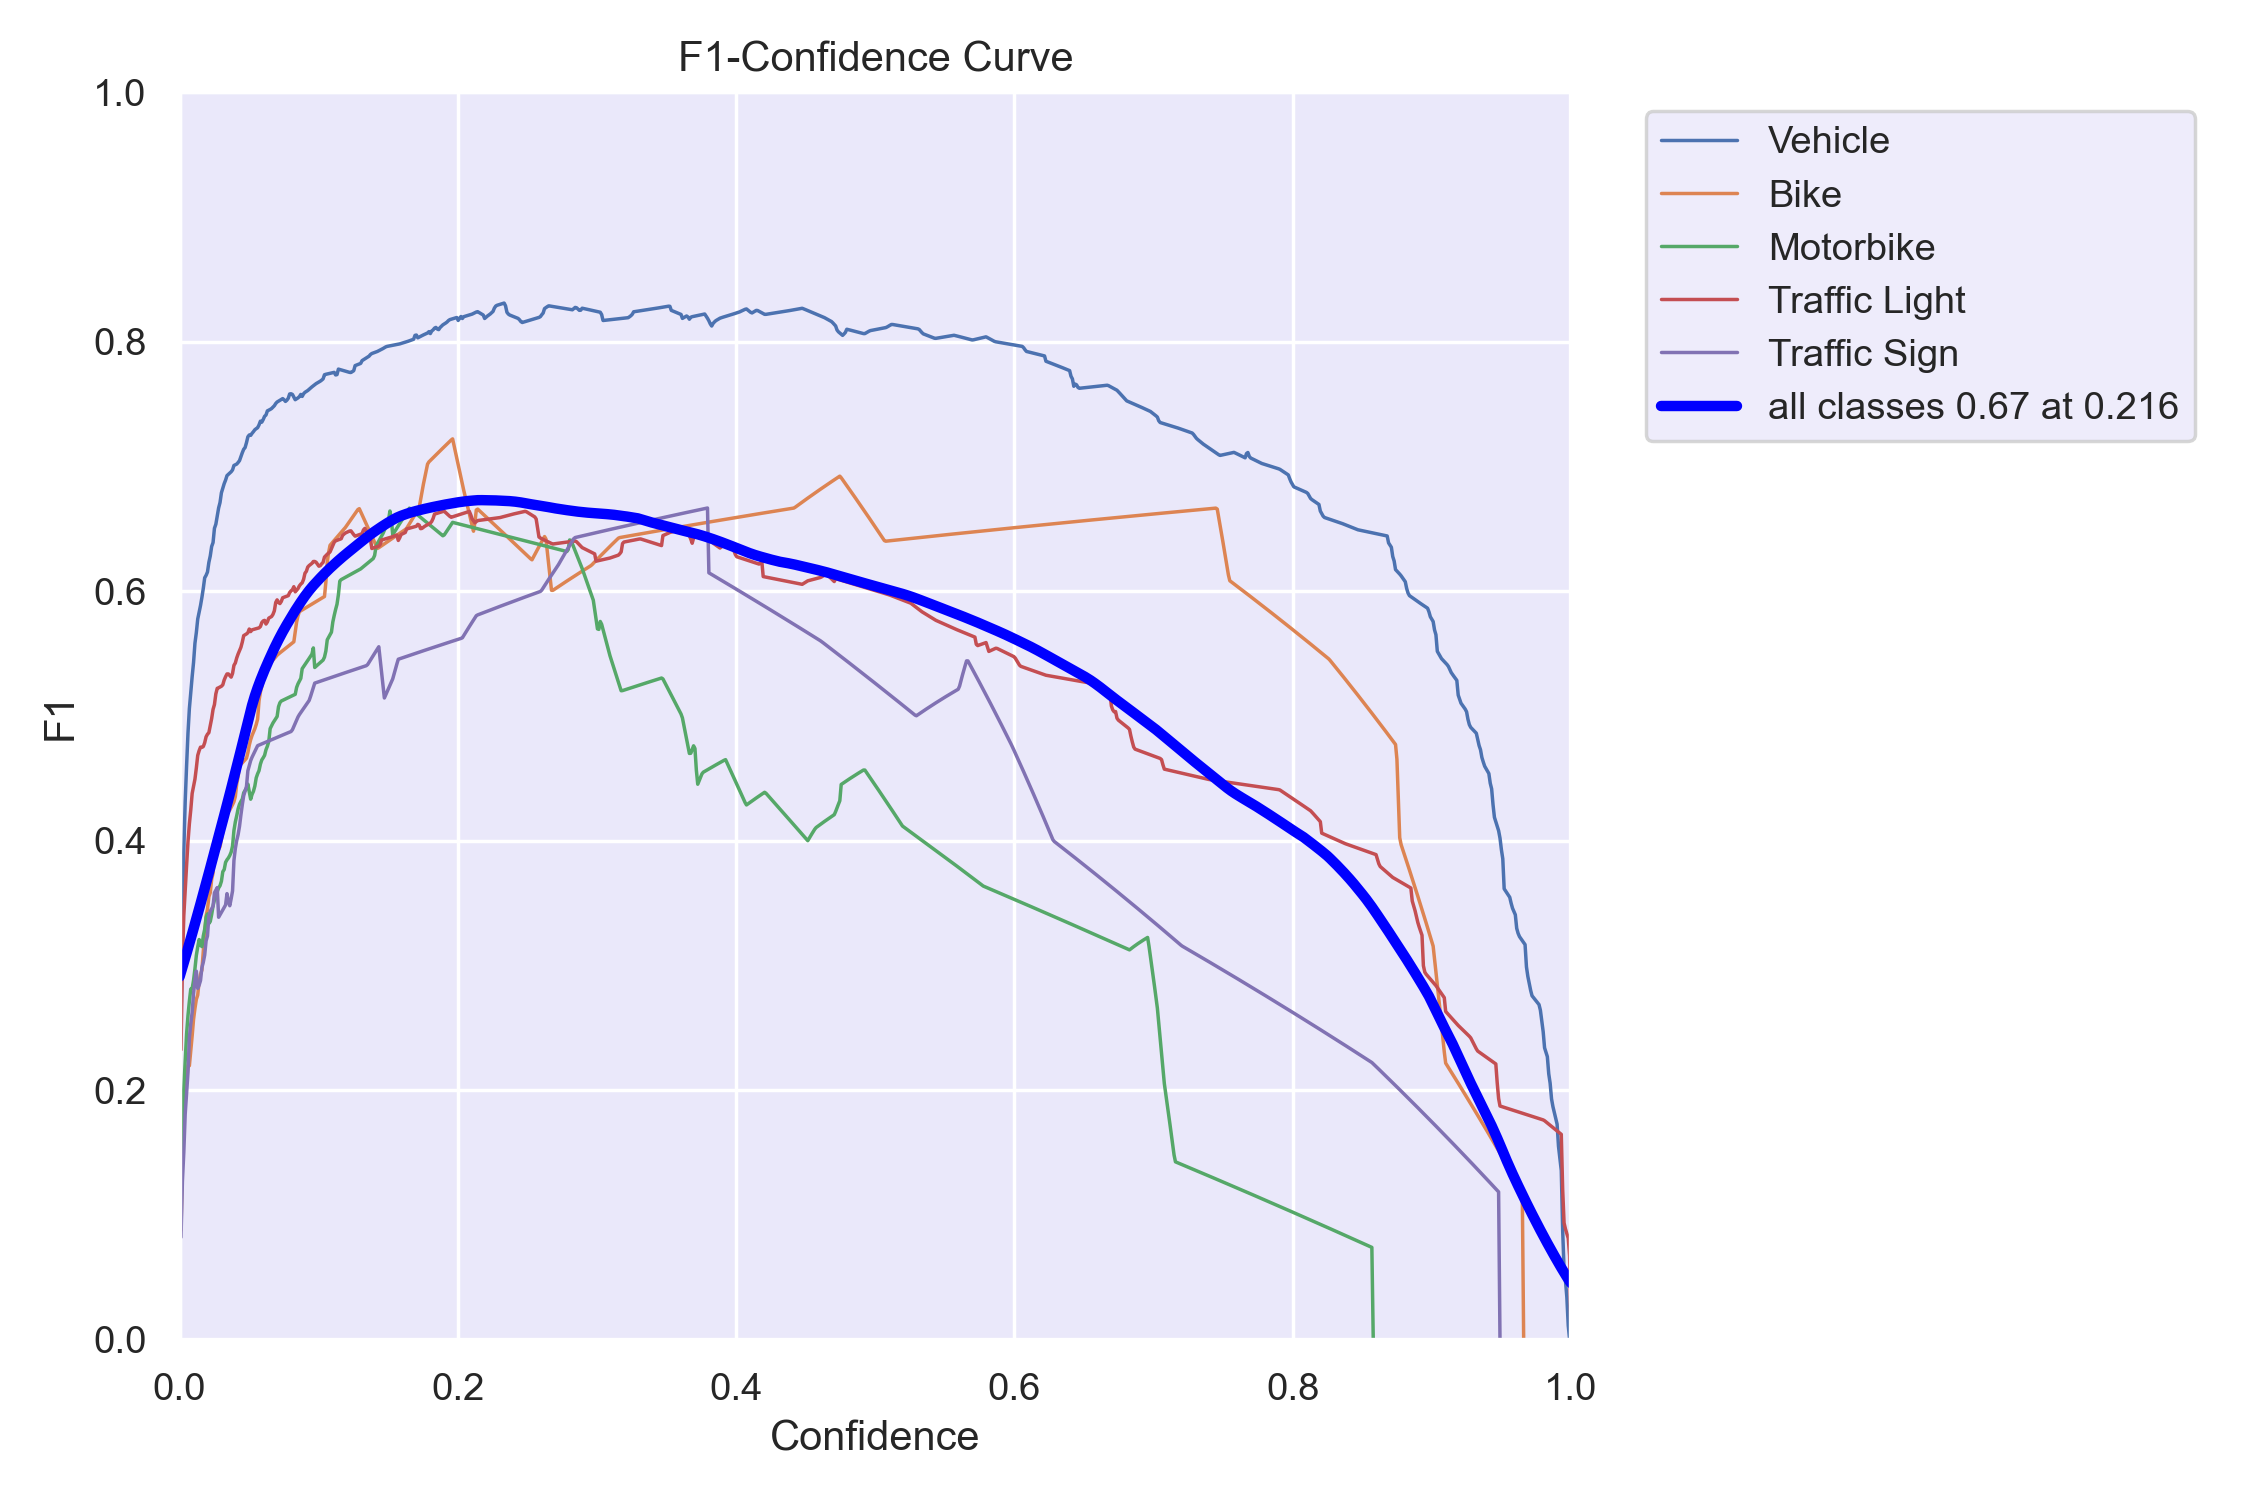 F1-Confidence Curve
1.0
0.8
0.6
0.4
0.2
0.0
F1
0.0 0.2 0.4 0.6 0.8 1.0
Confidence
Vehicle
Bike
Motorbike
Traffic Light
Traffic Sign
all classes 0.67 at 0.216